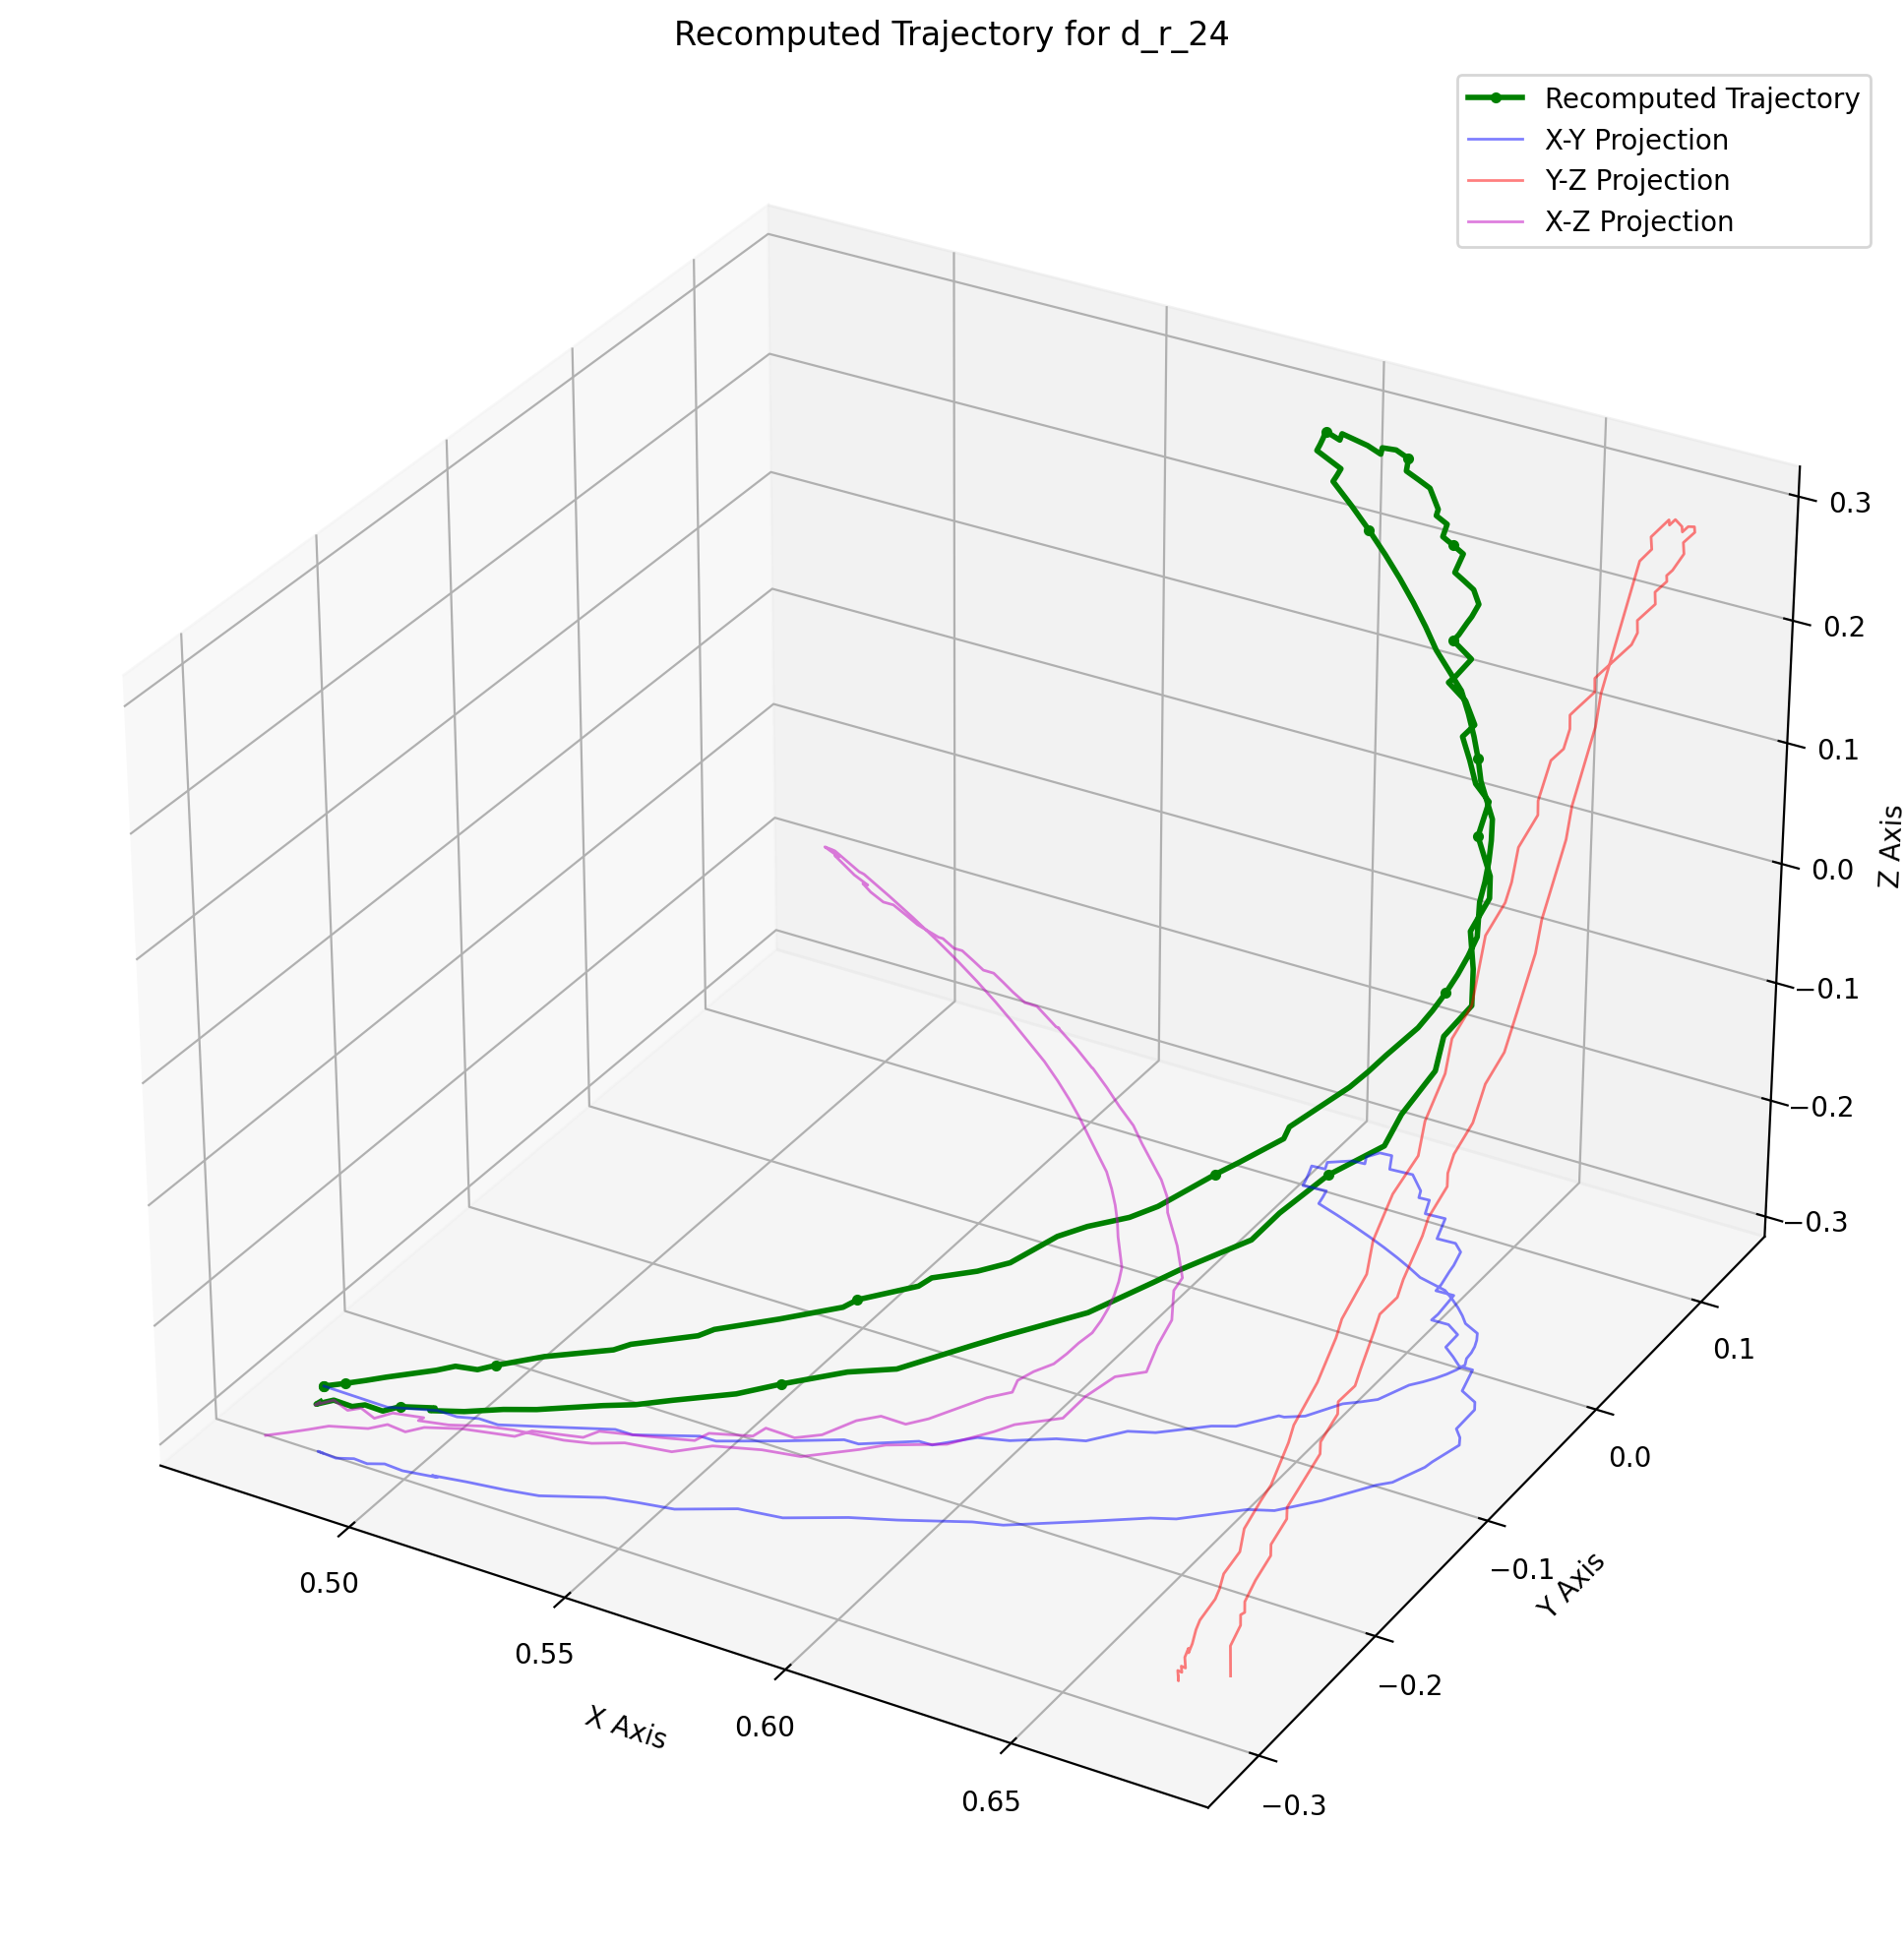 Recomputed Trajectory for d_r_24
Recomputed Trajectory
X-Y Projection
Y-Z Projection
X-Z Projection
0.3
0.2
0.1
0.0
−0.1
−0.2
−0.3
Z Axis
0.1
0.0
−0.1
−0.2
−0.3
Y Axis
0.50
0.55
0.60
0.65
X Axis